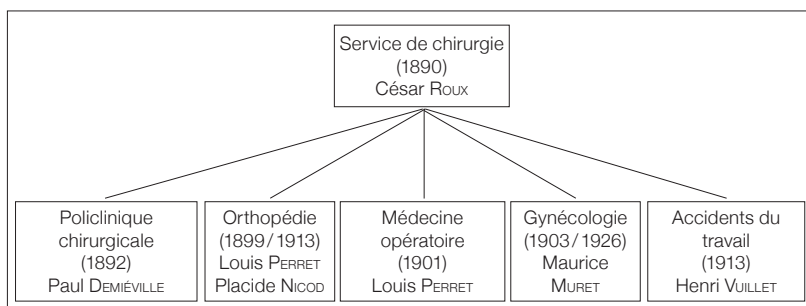 Service de chirurgie
(1890)
César ROUX
Policlinique
chirurgicale
(1892)
Paul DEMIÉVILLE
Orthopédie
(1899/1913)
Louis PERRET
Placide NICOD
Médecine
opératoire
(1901)
Louis PERRET
Gynécologie
(1903/1926)
Maurice
MURET
Accidents du
travail
(1913)
Henri VUILLET